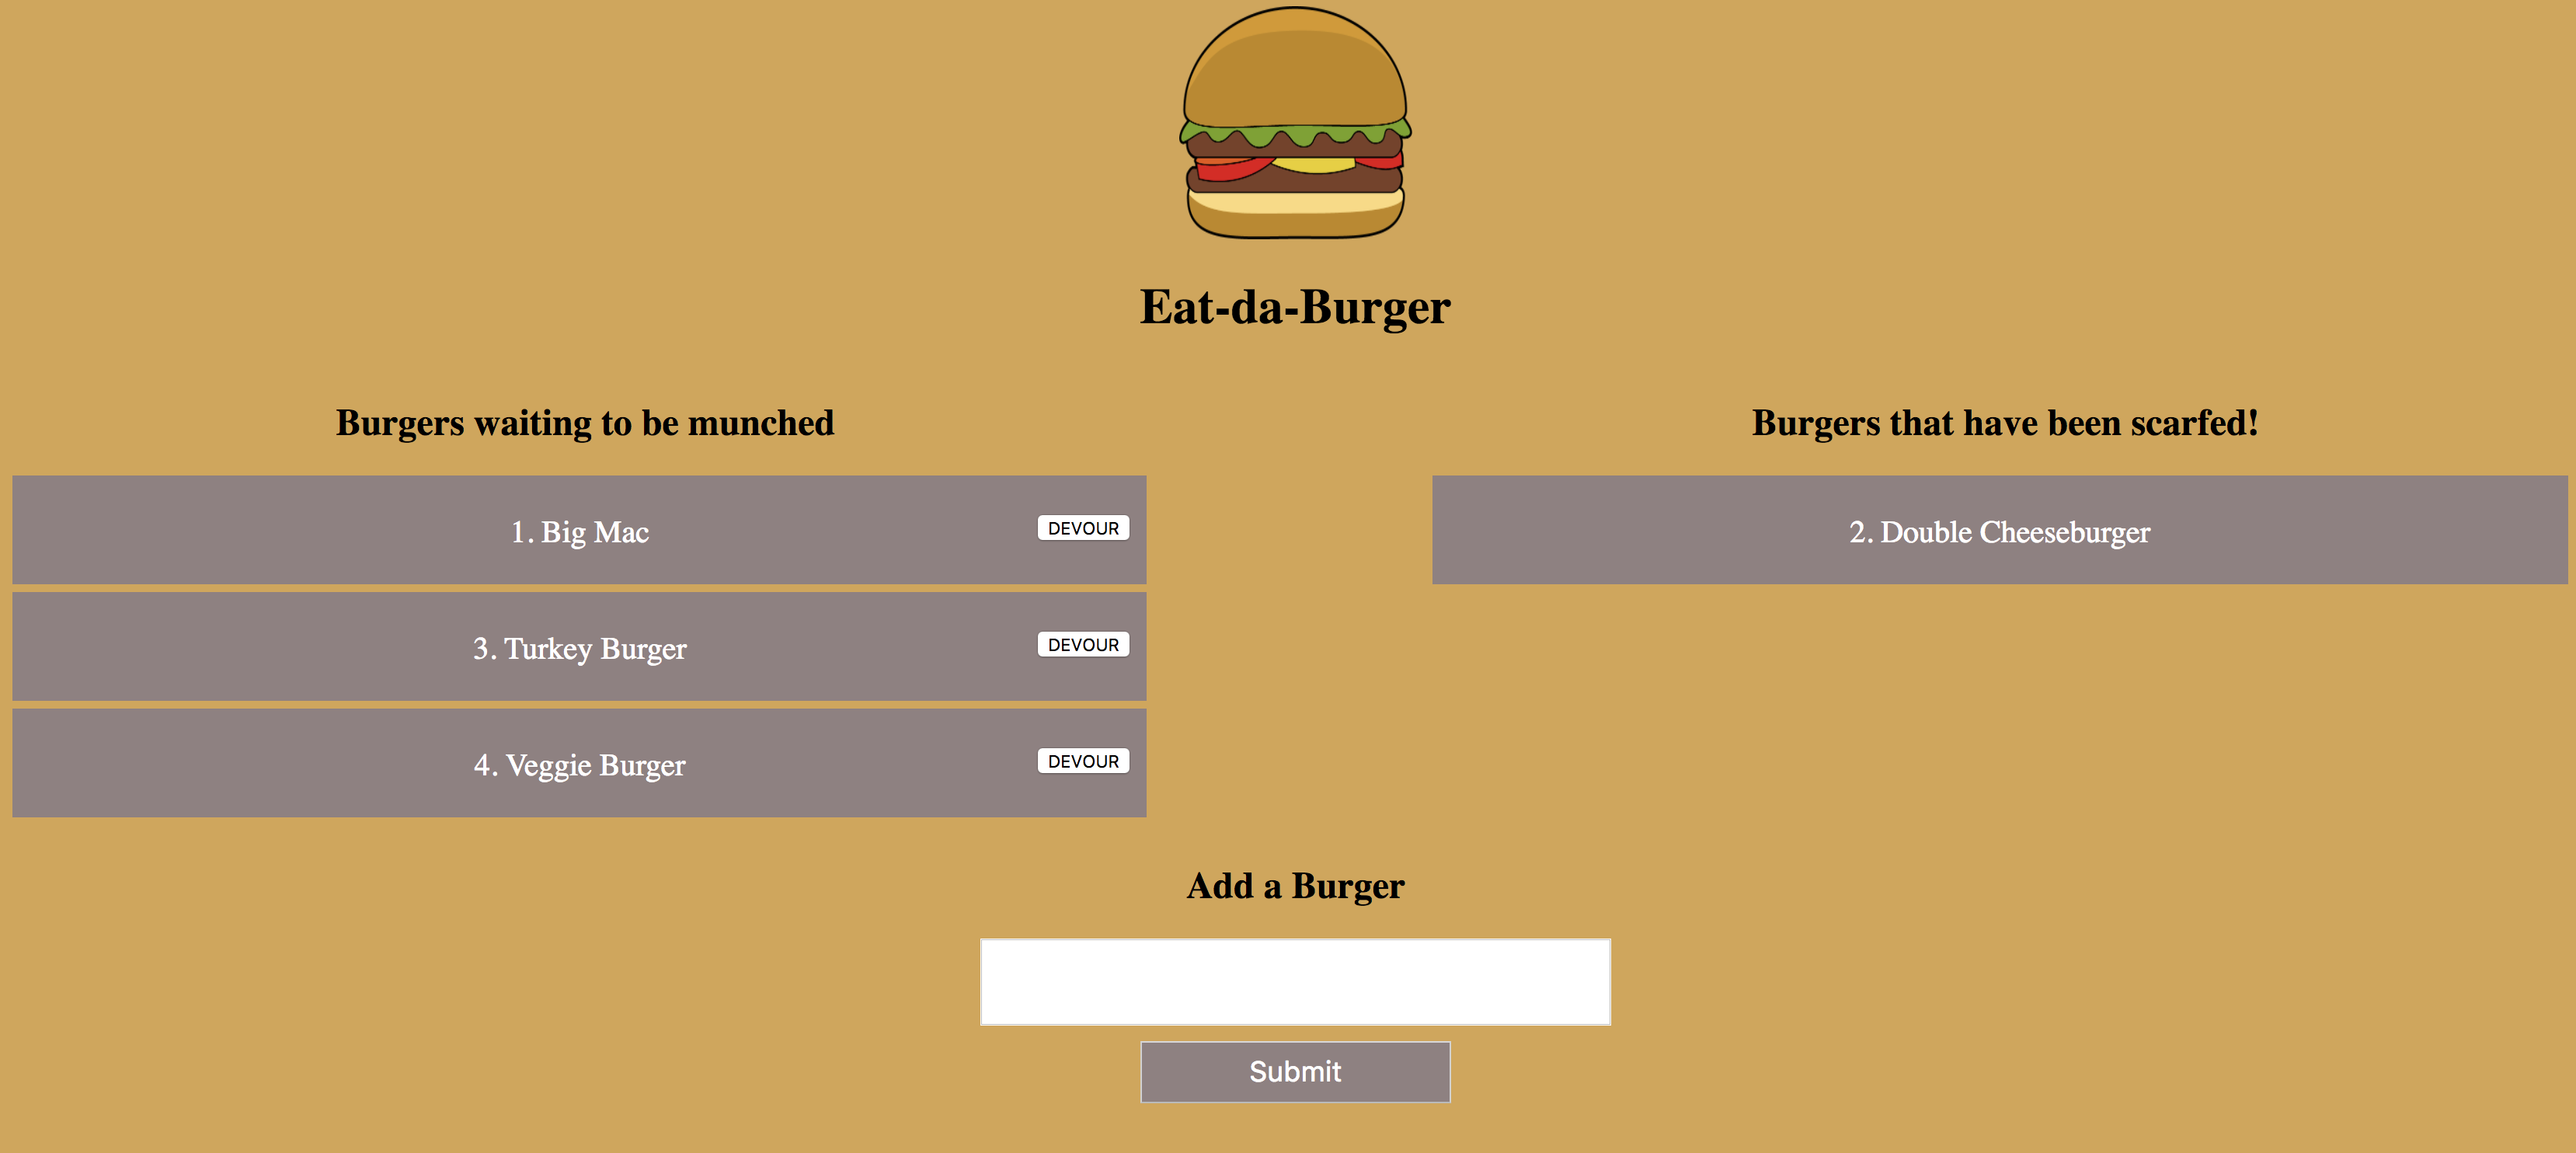 Eat-da-Burger
Burgers waiting to be munched
1. Big Mac
DEVOUR
3. Turkey Burger
DEVOUR
4. Veggie Burger
DEVOUR
Burgers that have been scarfed!
2. Double Cheeseburger
Add a Burger
Submit